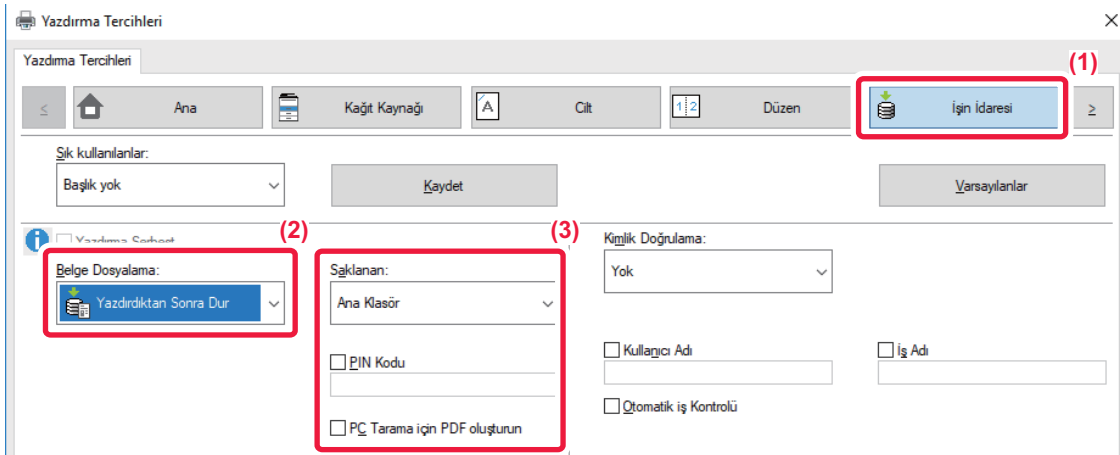 Yazdırma Tercihleri
Yazdırma Tercihleri
(1)
Ana
Kağıt Kaynağı
Cilt
Düzen
İşin İdaresi
Sık kullanılanlar:
Başlık yok
Kaydet
Varsayılanlar
(2)
(3)
Yazdırma Serbest
Kimlik Doğrulama:
Belge Dosyalama:
Saklanan:
Yok
Yazdırdıktan Sonra Dur
Ana Klasör
PIN Kodu
Kullanıcı Adı
İş Adı
Otomatik iş Kontrolü
PC Tarama için PDF oluşturun